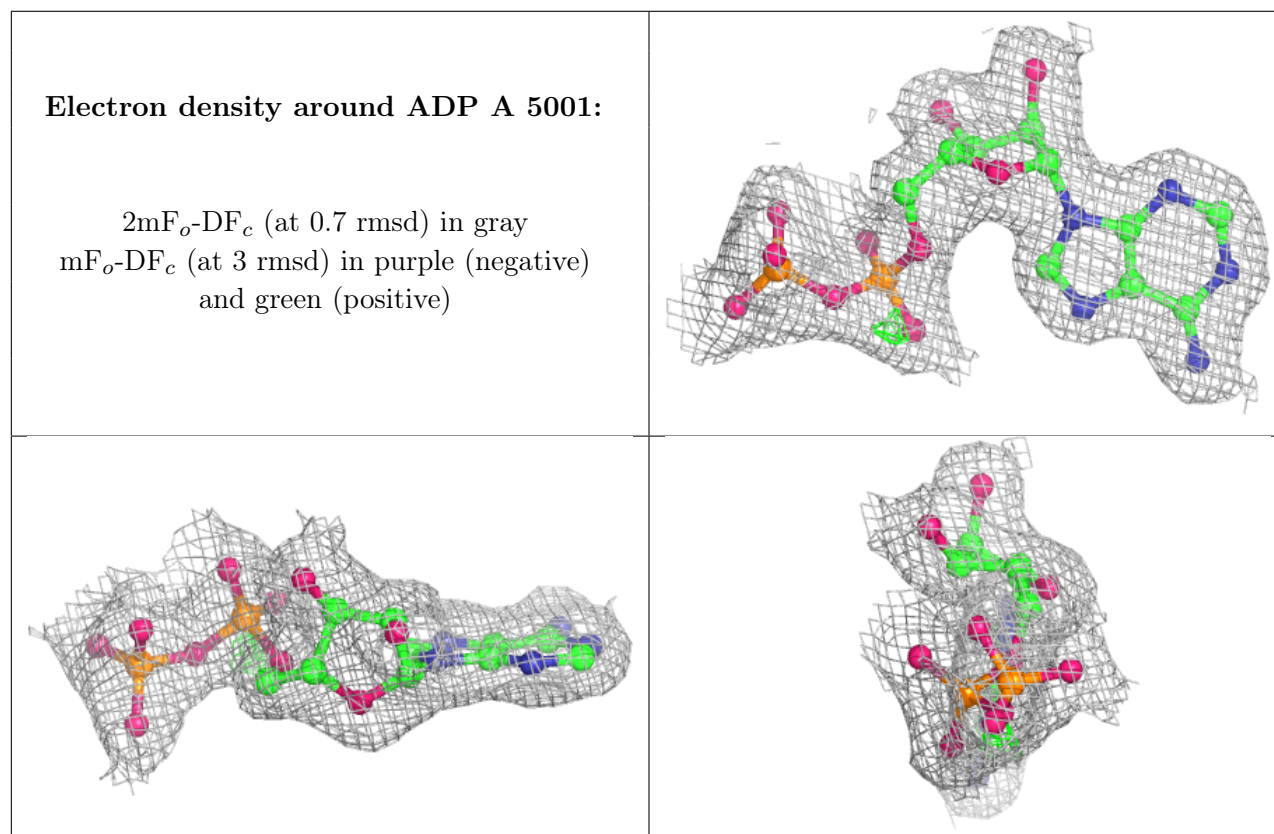 Electron density around ADP A 5001:
2mFo-DFc (at 0.7 rmsd) in gray
mFo-DFc (at 3 rmsd) in purple (negative)
and green (positive)